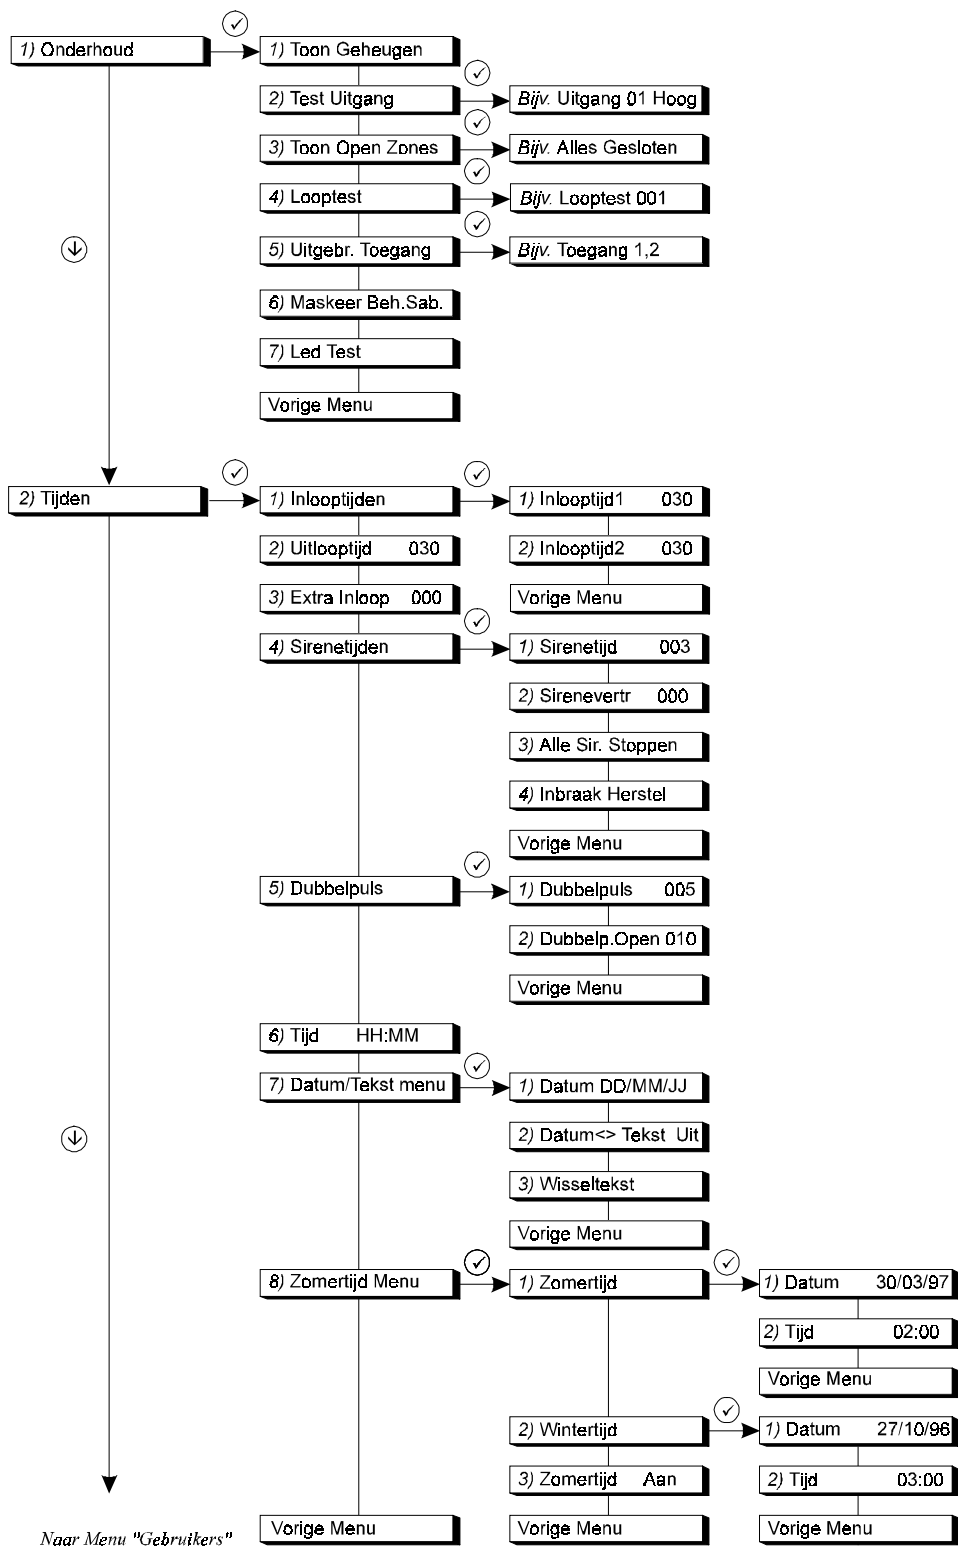 1) Onderhoud
1) Toon Geheugen
2) Test Uitgang
Bijv. Uitgang 01 Hoog
3) Toon Open Zones
Bijv. Alles Gesloten
4) Looptest
Bijv. Looptest 001
5) Uitgebr. Toegang
Bijv. Toegang 1,2
6) Maskeer Beh.Sab.
7) Led Test
Vorige Menu
2) Tijden
1) Inlooptijden
1) Inlooptijd1 030
2) Uitlooptijd 030
2) Inlooptijd2 030
3) Extra Inloop 000
Vorige Menu
4) Sirenetijden
1) Sirenetijd 003
2) Sirenevertr 000
3) Alle Sir. Stoppen
4) Inbraak Herstel
Vorige Menu
5) Dubbelpuls
1) Dubbelpuls 005
2) Dubbelp.Open 010
Vorige Menu
6) Tijd HH:MM
7) Datum/Tekst menu
1) Datum DD/MM/JJ
2) Datum<> Tekst Uit
3) Wisseltekst
Vorige Menu
8) Zomertijd Menu
1) Zomertijd
1) Datum 30/03/97
2) Tijd 02:00
Vorige Menu
2) Wintertijd
1) Datum 27/10/96
3) Zomertijd Aan
2) Tijd 03:00
Vorige Menu
Vorige Menu
Vorige Menu
Naar Menu "Gebruikers"